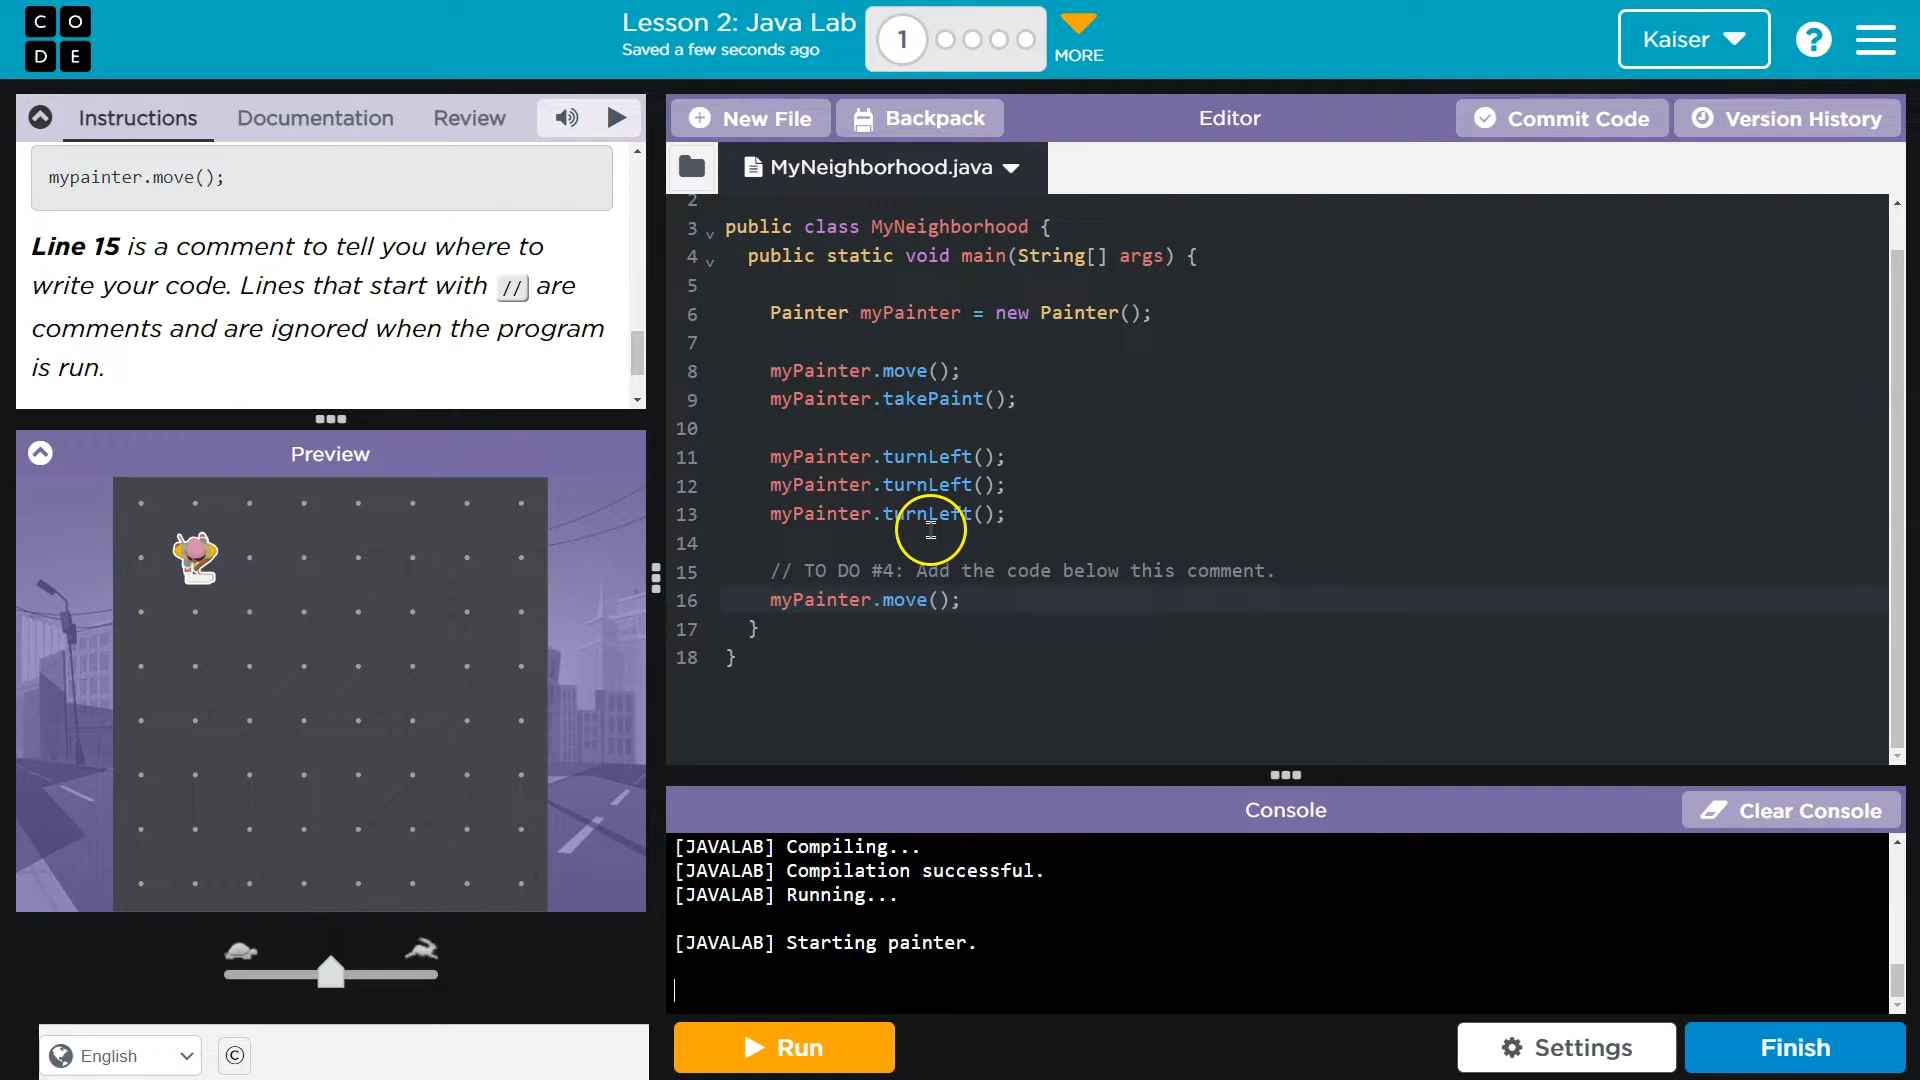 C O
D E
Lesson 2: Java Lab
Saved a few seconds ago
1
MORE
Kaiser
?
Instructions Documentation Review
mypainter.move();
Line 15 is a comment to tell you where to
write your code. Lines that start with // are
comments and are ignored when the program
is run.
Preview
English
©
New File Backpack Editor Commit Code Version History
MyNeighborhood.java
2
3 public class MyNeighborhood {
4 public static void main(String[] args) {
5
6 Painter myPainter = new Painter();
7
8 myPainter.move();
9 myPainter.takePaint();
10
11 myPainter.turnLeft();
12 myPainter.turnLeft();
13 myPainter.turnLeft();
14
15 // TO DO #4: Add the code below this comment.
16 myPainter.move();
17 }
18 }
Console
Clear Console
[JAVALAB] Compiling...
[JAVALAB] Compilation successful.
[JAVALAB] Running...
[JAVALAB] Starting painter.
Run
Settings
Finish